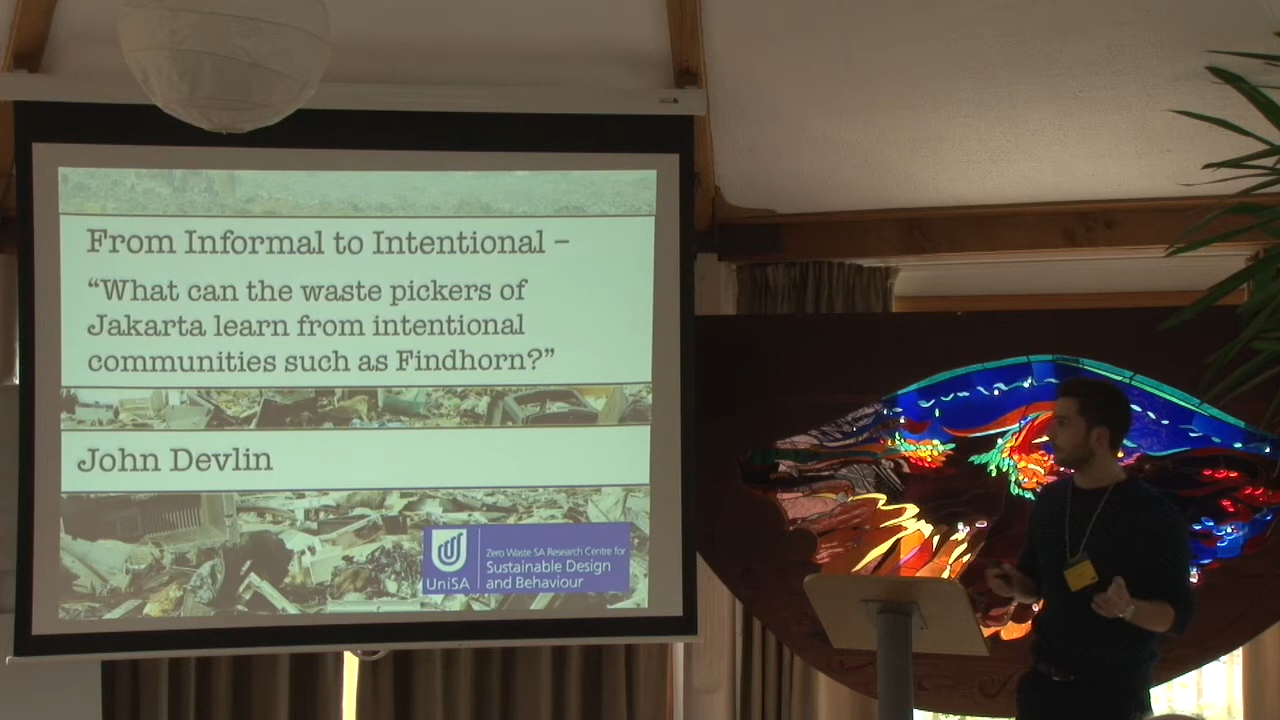 From Informal to Intentional –
“What can the waste pickers of
Jakarta learn from intentional
communities such as Findhorn?”
John Devlin
UniSA
Zero Waste SA Research Centre for
Sustainable Design
and Behaviour